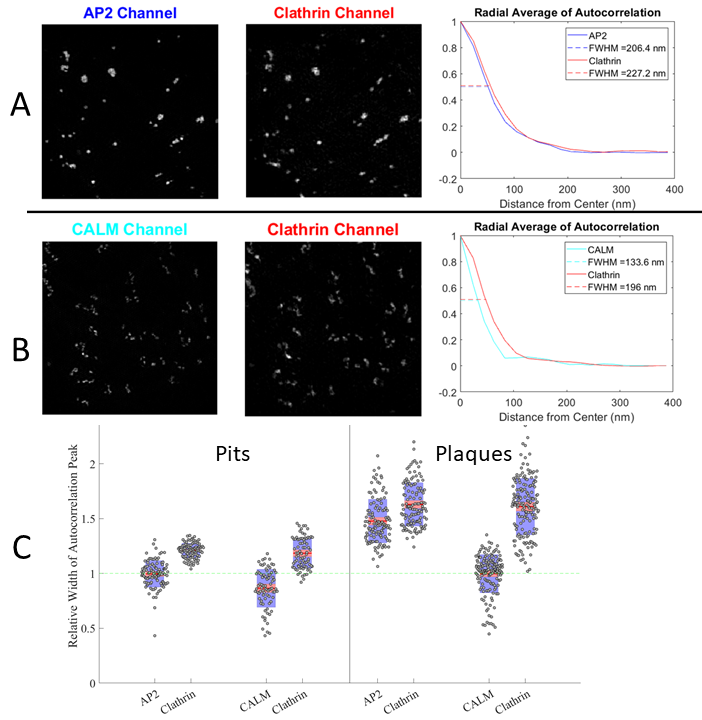 AP2 Channel
Clathrin Channel
Radial Average of Autocorrelation
A
1
0.8
0.6
0.4
0.2
0
-0.2
AP2
FWHM =206.4 nm
Clathrin
FWHM =227.2 nm
0
100
200
300
400
Distance from Center (nm)
CALM Channel
Clathrin Channel
Radial Average of Autocorrelation
B
1
0.8
0.6
0.4
0.2
0
-0.2
CALM
FWHM =133.6 nm
Clathrin
FWHM =196 nm
0
100
200
300
400
Distance from Center (nm)
C
Relative Width of Autocorrelation Peak
2
1.5
1
0.5
0
Pits
Plaques
AP2
Clathrin
CALM
Clathrin
AP2
Clathrin
CALM
Clathrin